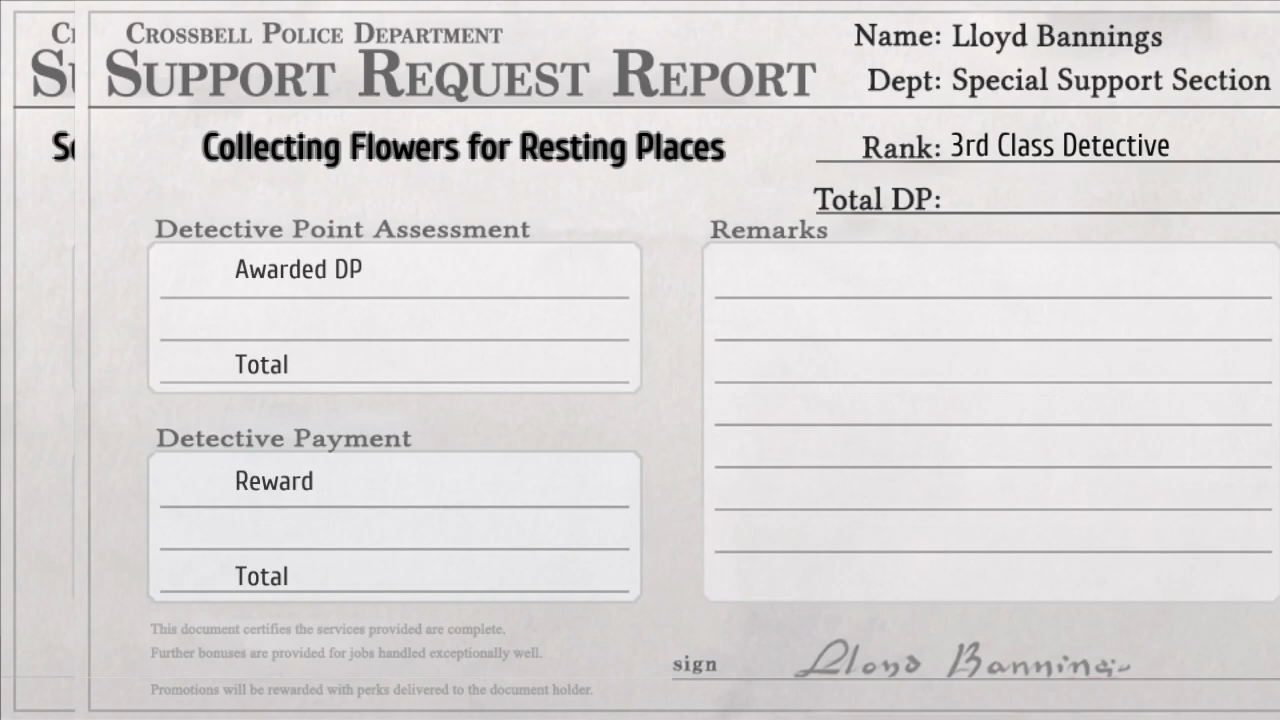 Crossbell Police Department
Support Request Report
Name: Lloyd Bannings
Dept: Special Support Section
Collecting Flowers for Resting Places
Rank: 3rd Class Detective
Total DP:
Detective Point Assessment
Awarded DP
Total
Remarks
Detective Payment
Reward
Total
This document certifies the services provided are complete.
Further bonuses are provided for jobs handled exceptionally well.
Promotions will be rewarded with perks delivered to the document holder.
sign Lloyd Bannings